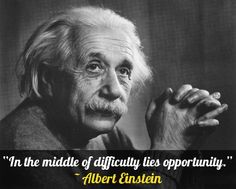 "In the middle of difficulty lies opportunity."
~ Albert Einstein